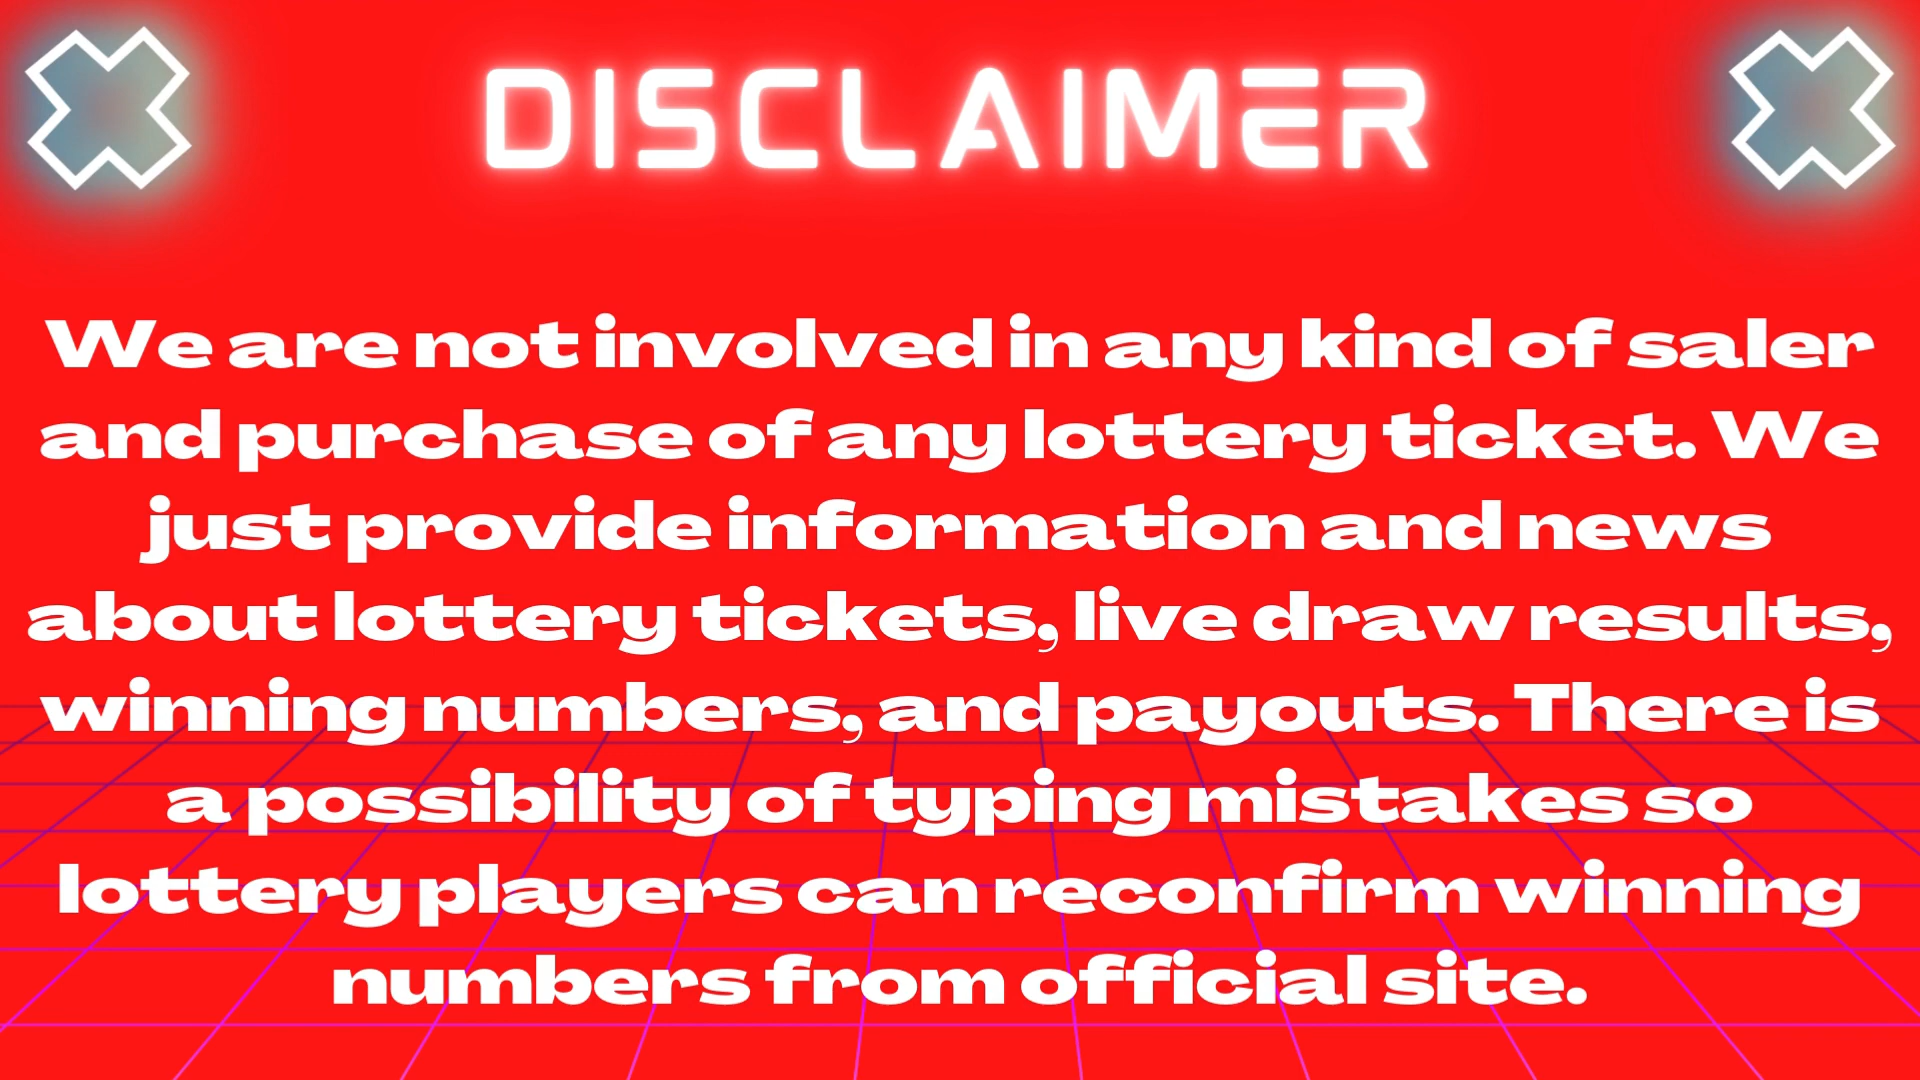 DISCLAIMER
We are not involved in any kind of saler
and purchase of any lottery ticket. We
just provide information and news
about lottery tickets, live draw results,
winning numbers, and payouts. There is
a possibility of typing mistakes so
lottery players can reconfirm winning
numbers from official site.